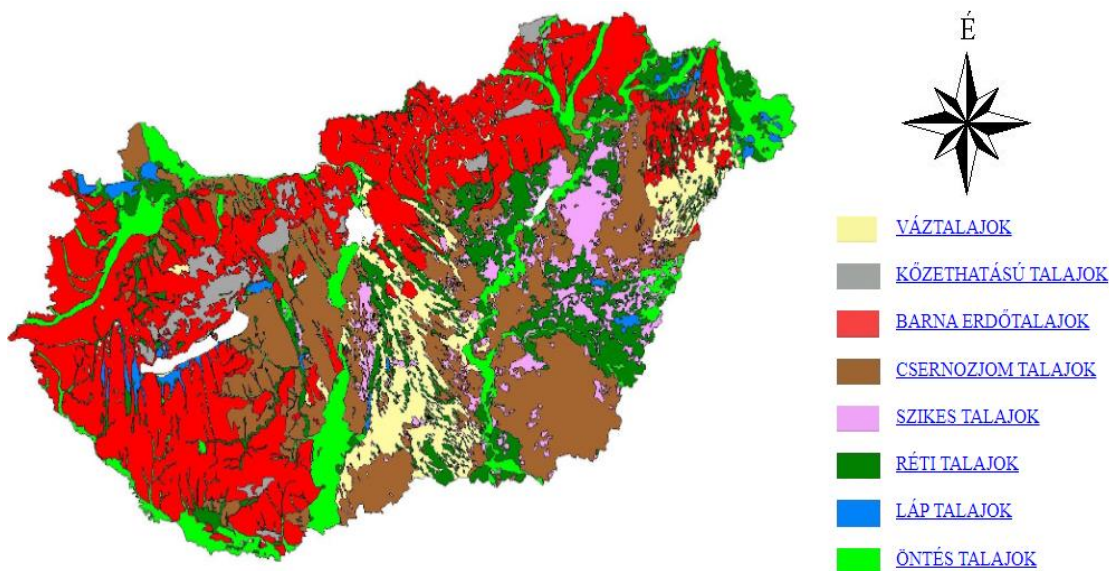 É
VÁZTALAJOK
KŐZETHATÁSÚ TALAJOK
BARNA ERDŐTALAJOK
CSERNOZJOM TALAJOK
SZIKES TALAJOK
RÉTI TALAJOK
LÁP TALAJOK
ÖNTÉS TALAJOK